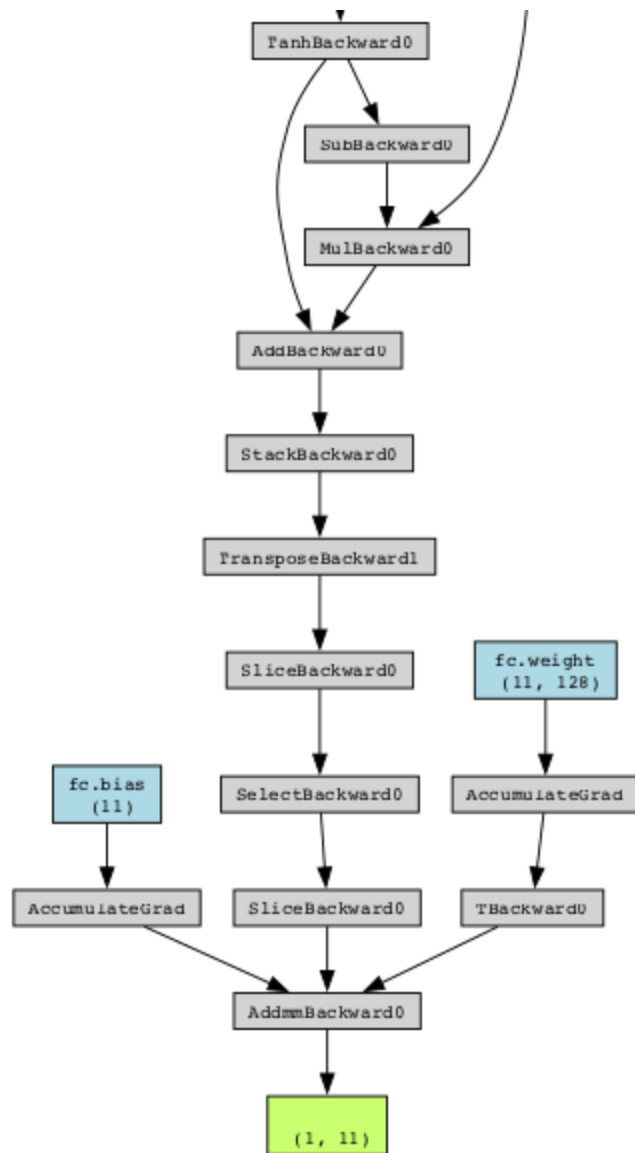 TanhBackward0
SubBackward0
MulBackward0
AddBackward0
StackBackward0
TransposeBackward1
SliceBackward0
fc.weight
(11, 128)
fc.bias
(11)
SelectBackward0
AccumulateGrad
AccumulateGrad
SliceBackward0
TBackward0
AddmmBackward0
(1, 11)